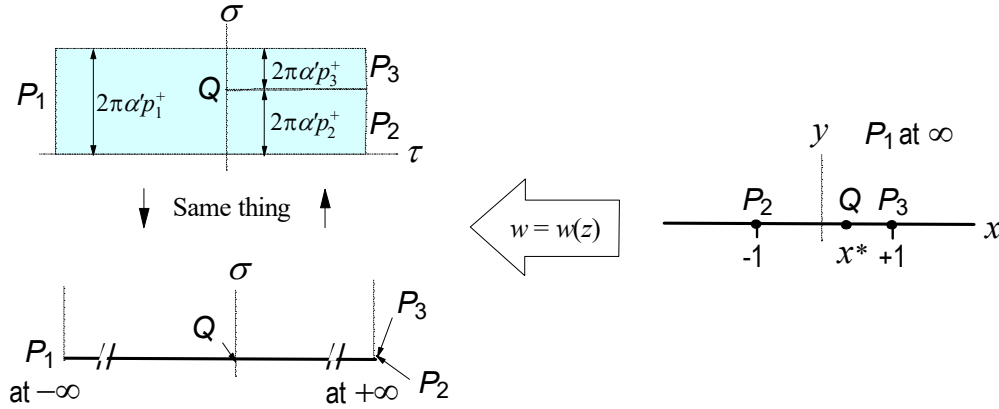 σ
P₁
2πα′p₁⁺
Q
2πα′p₃⁺
P₃
2πα′p₂⁺
P₂
τ
Same thing
w = w(z)
y
P₁ at ∞
P₂
Q
P₃
x
-1
x*
+1
σ
Q
P₃
P₁
at −∞
at +∞
P₂